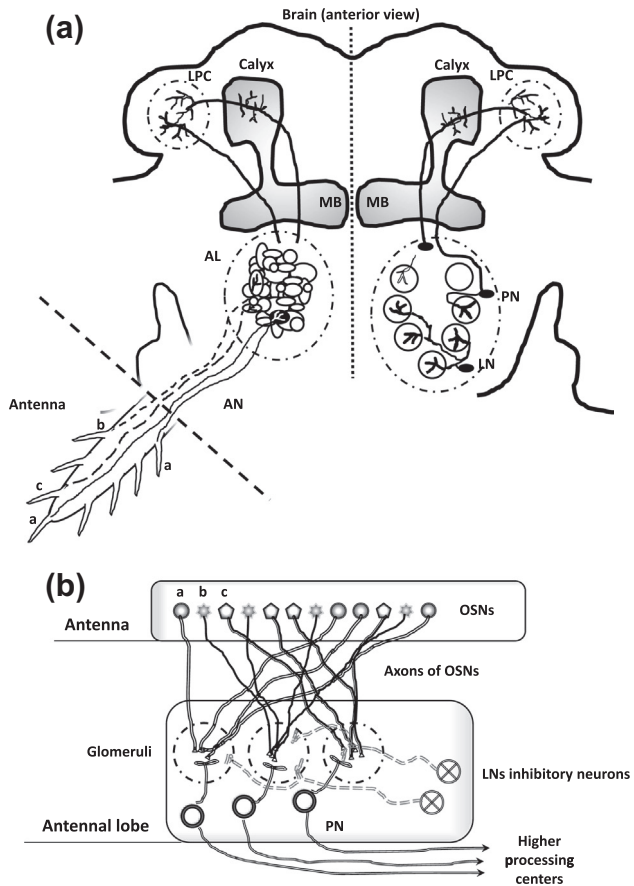 Brain (anterior view)
(a)
LPC
Calyx
Calyx
LPC
MB
MB
AL
PN
LN
Antenna
AN
b
a
c
a
(b)
a b c
OSNs
Antenna
Axons of OSNs
Glomeruli
LNs inhibitory neurons
Antennal lobe
PN
Higher
processing
centers